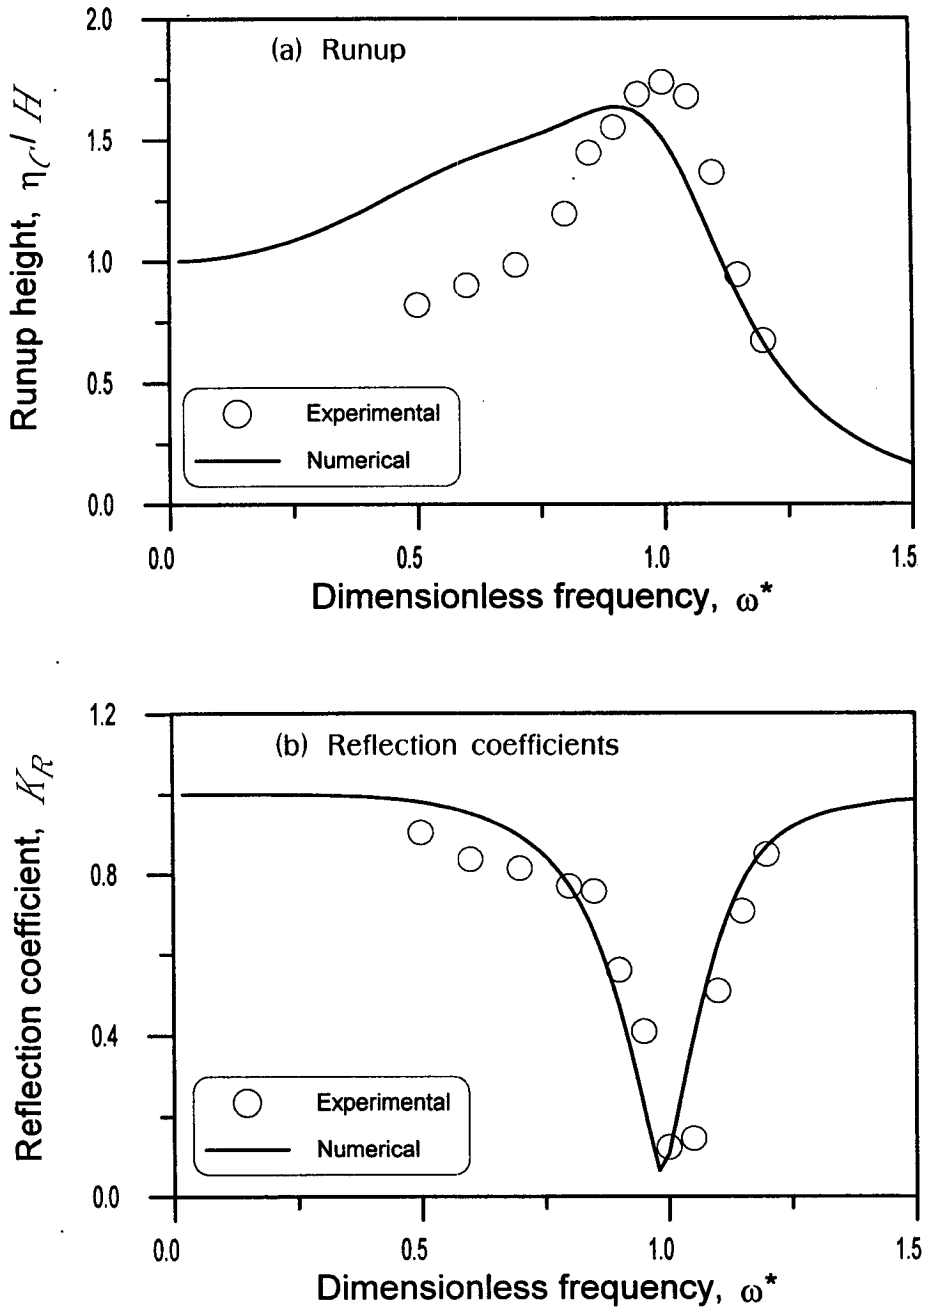 2.0
(a) Runup
1.5
1.0
0.5
0.0
Runup height, η_C / H
Experimental
Numerical
0.0 0.5 1.0 1.5
Dimensionless frequency, ω*
1.2
(b) Reflection coefficients
0.8
0.4
0.0
Reflection coefficient, K_R
Experimental
Numerical
0.0 0.5 1.0 1.5
Dimensionless frequency, ω*